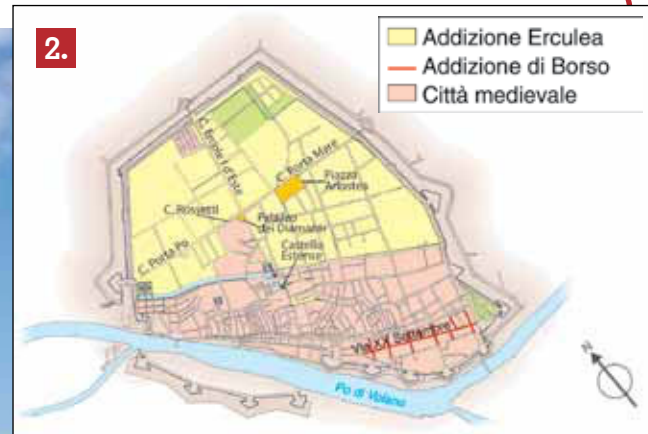 2.
Addizione Erculea
Addizione di Borso
Città medievale
C. Ercole I d'Este
C. Porta Mare
Piazza
Ariostea
C. Rossetti
Palazzo
dei Diamanti
Castello
Estense
C. Porta Po
Via XX Settembre
Po di Volano
N